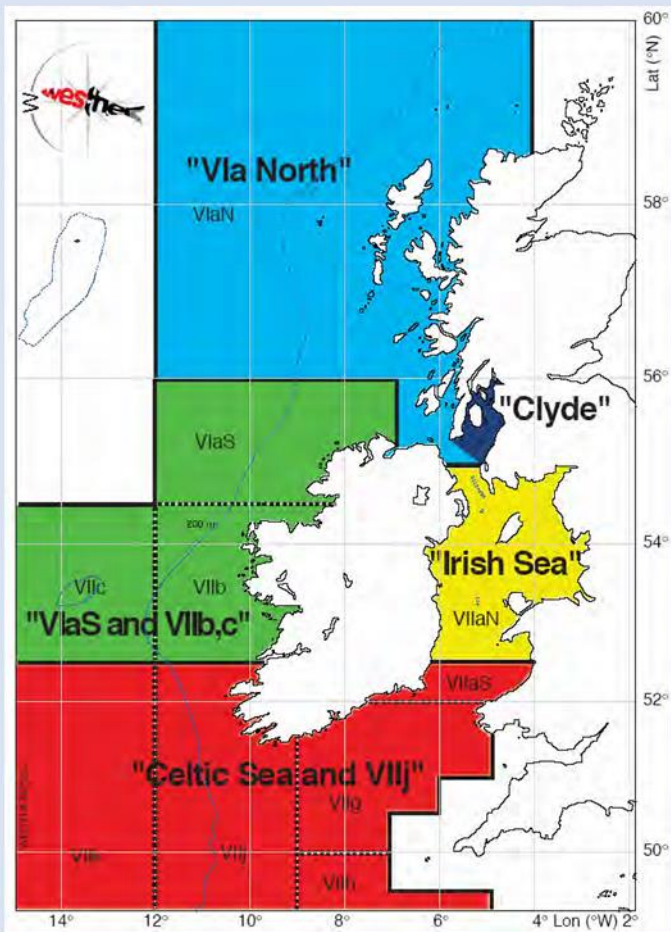 60°
Lat (°N)
westher
W
"VIa North"
VIaN
58°
56°
"Clyde"
VIaS
200 m
54°
"Irish Sea"
VIIc
VIIb
"VIaS and VIIb,c"
VIIaN
VIIaS
52°
"Celtic Sea and VIIj"
VIIg
50°
VIIk
VIIj
VIIh
14°
12°
10°
8°
6°
4° Lon (°W) 2°